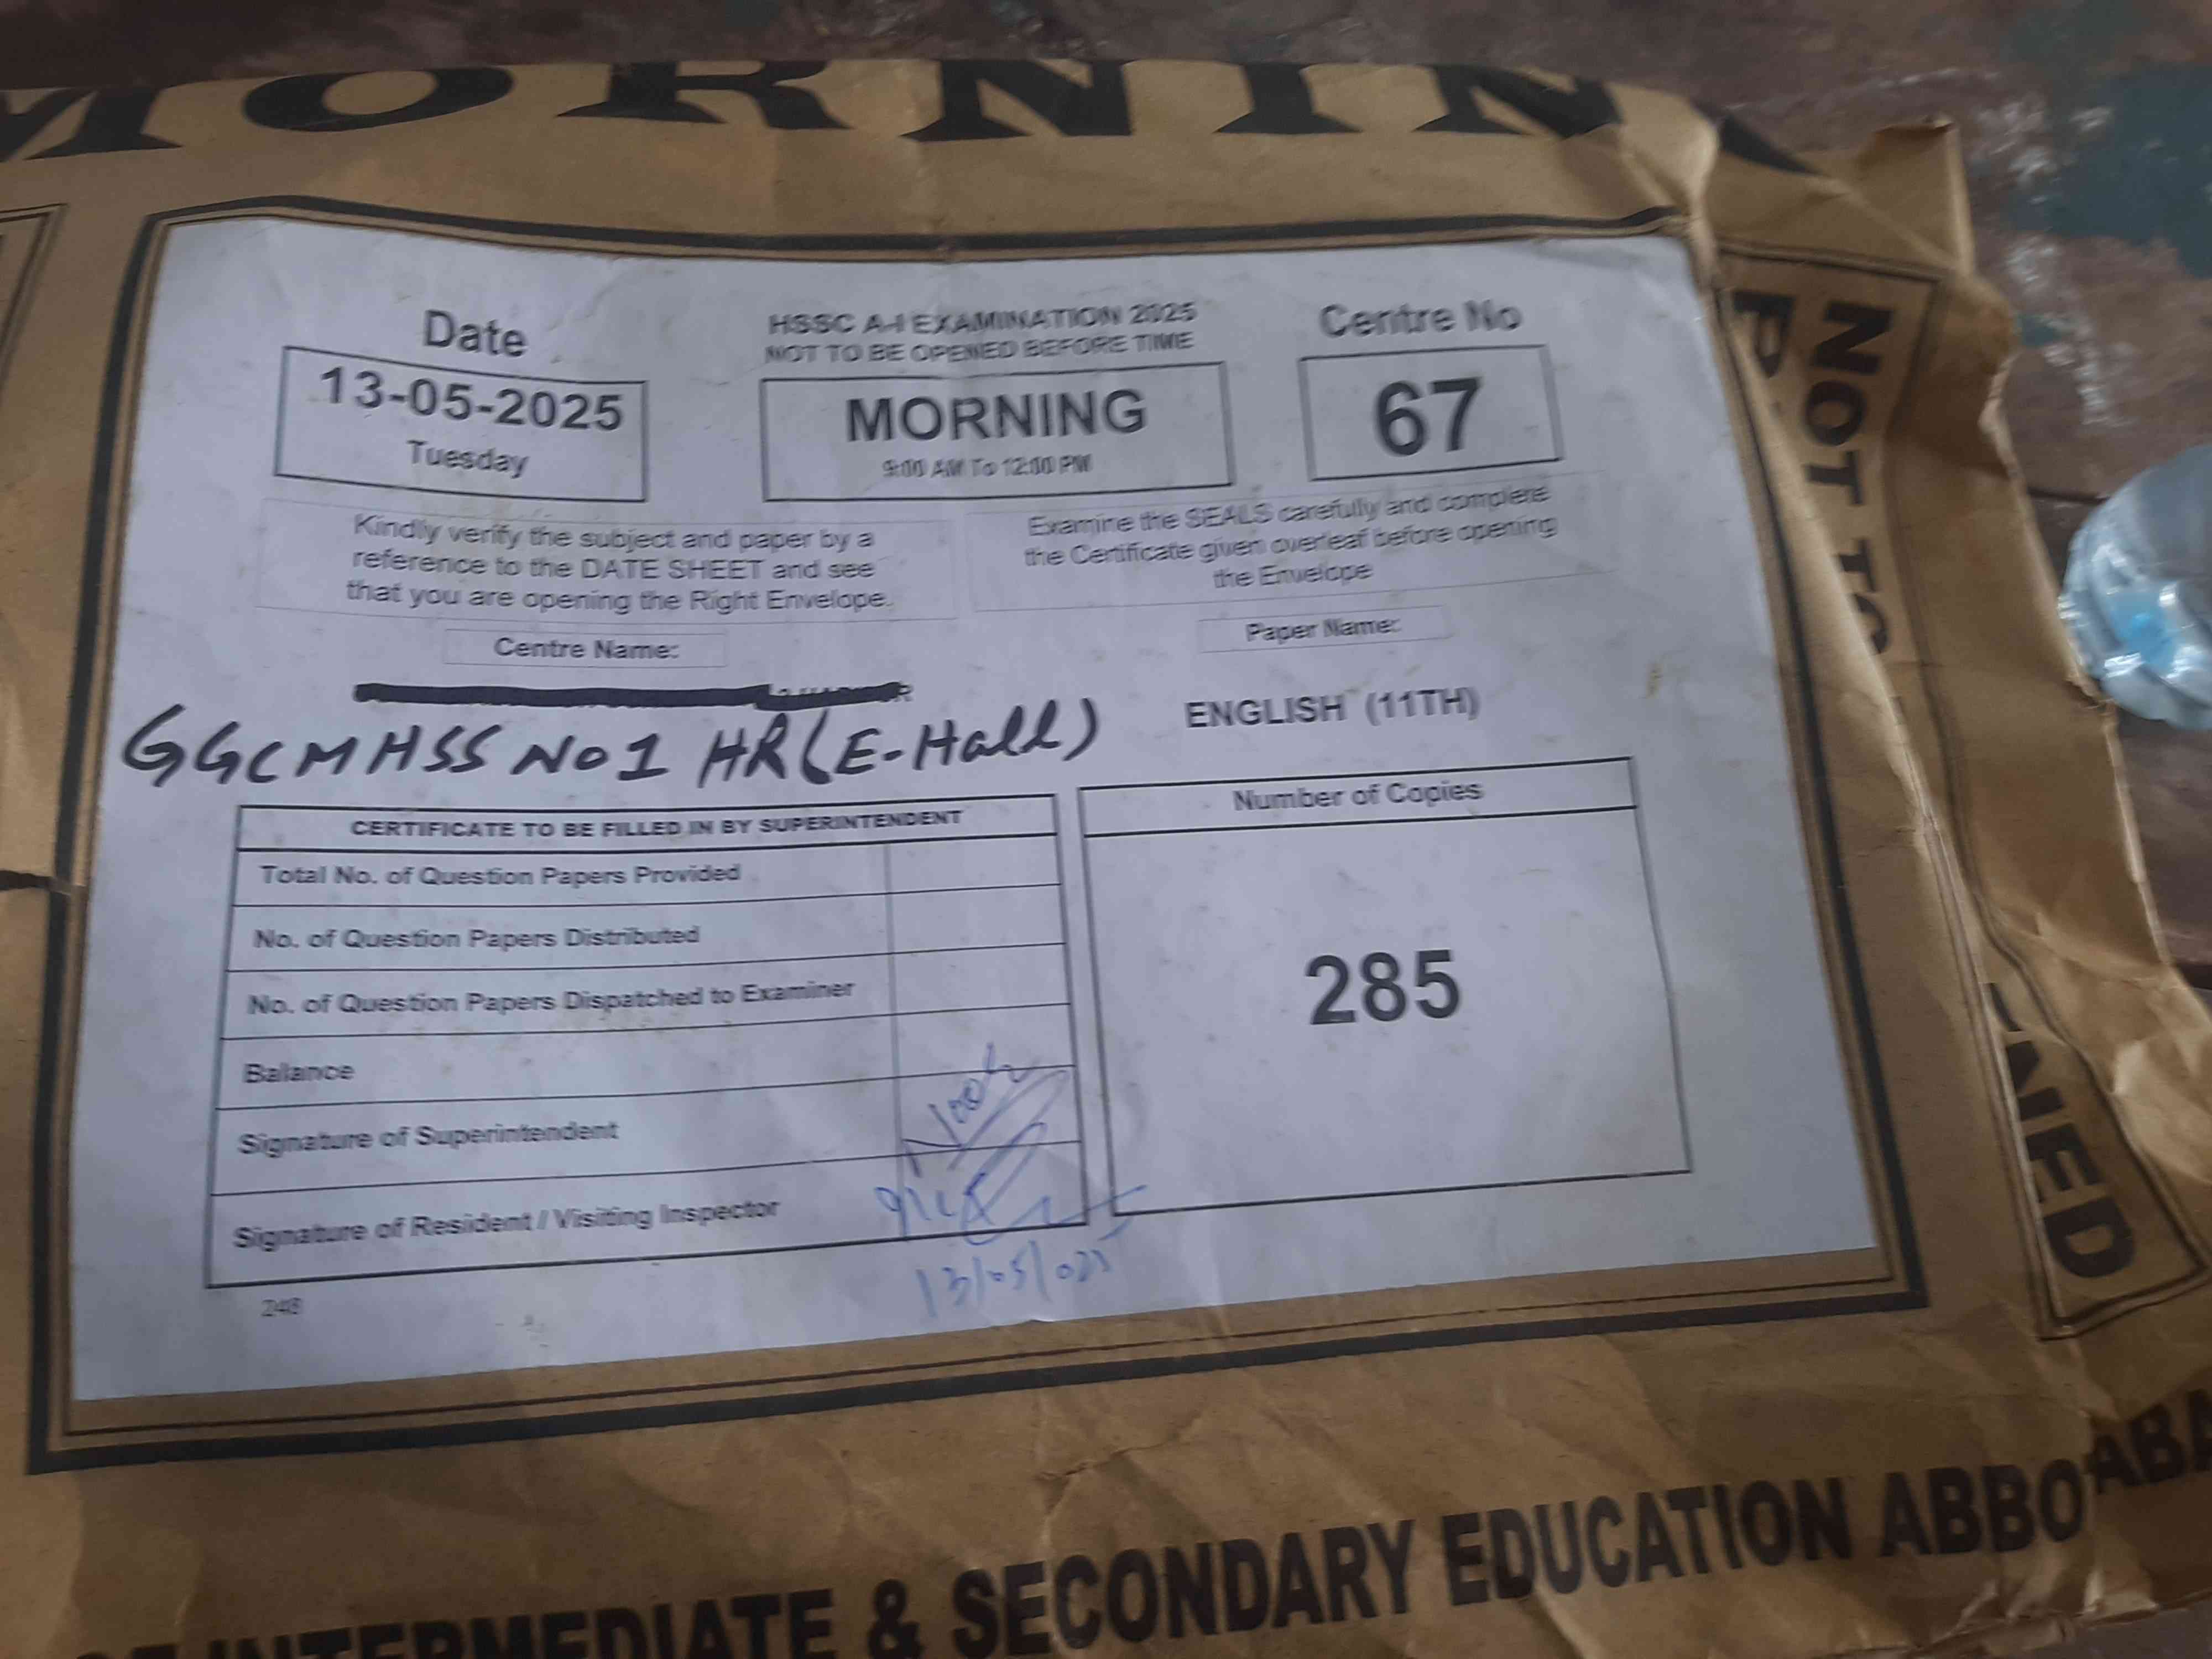 MORNIN
Date
13-05-2025
Tuesday
HSSC A-I EXAMINATION 2025
NOT TO BE OPENED BEFORE TIME
MORNING
9:00 AM To 12:00 PM
Centre No
67
Kindly verify the subject and paper by a
reference to the DATE SHEET and see
that you are opening the Right Envelope.
Examine the SEALS carefully and complete
the Certificate given overleaf before opening
the Envelope
Centre Name:
Paper Name:
GGCMHSS No 1 HR (E-Hall)
ENGLISH (11TH)
CERTIFICATE TO BE FILLED IN BY SUPERINTENDENT
Total No. of Question Papers Provided
No. of Question Papers Distributed
No. of Question Papers Dispatched to Examiner
Balance
Signature of Superintendent
Signature of Resident / Visiting Inspector
13/05/025
248
Number of Copies
285
NOT TO
ENED
OF INTERMEDIATE & SECONDARY EDUCATION ABBOTTABA